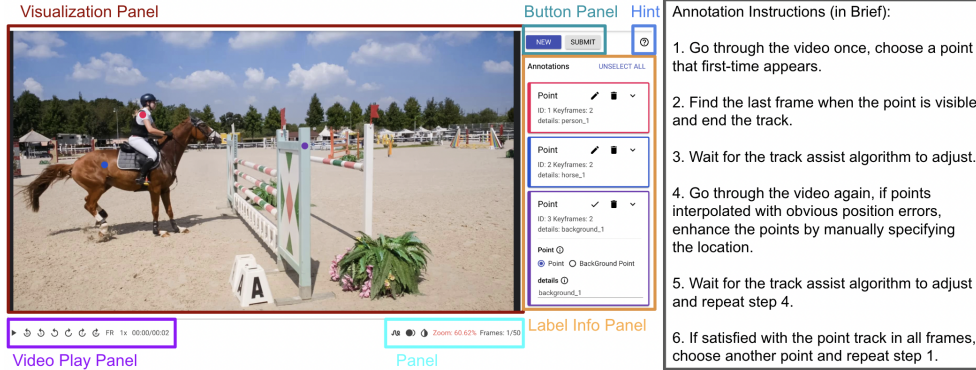 Visualization Panel
Button Panel
Hint
NEW
SUBMIT
Annotations
UNSELECT ALL
Point
ID: 1 Keyframes: 2
details: person_1
Point
ID: 2 Keyframes: 2
details: horse_1
Point
ID: 3 Keyframes: 2
details: background_1
Point
Point
BackGround Point
details
background_1
A
Label Info Panel
FR 1x 00:00/00:02
Zoom: 60.62% Frames: 1/50
Video Play Panel
Panel
Annotation Instructions (in Brief):
1. Go through the video once, choose a point
that first-time appears.
2. Find the last frame when the point is visible
and end the track.
3. Wait for the track assist algorithm to adjust.
4. Go through the video again, if points
interpolated with obvious position errors,
enhance the points by manually specifying
the location.
5. Wait for the track assist algorithm to adjust
and repeat step 4.
6. If satisfied with the point track in all frames,
choose another point and repeat step 1.